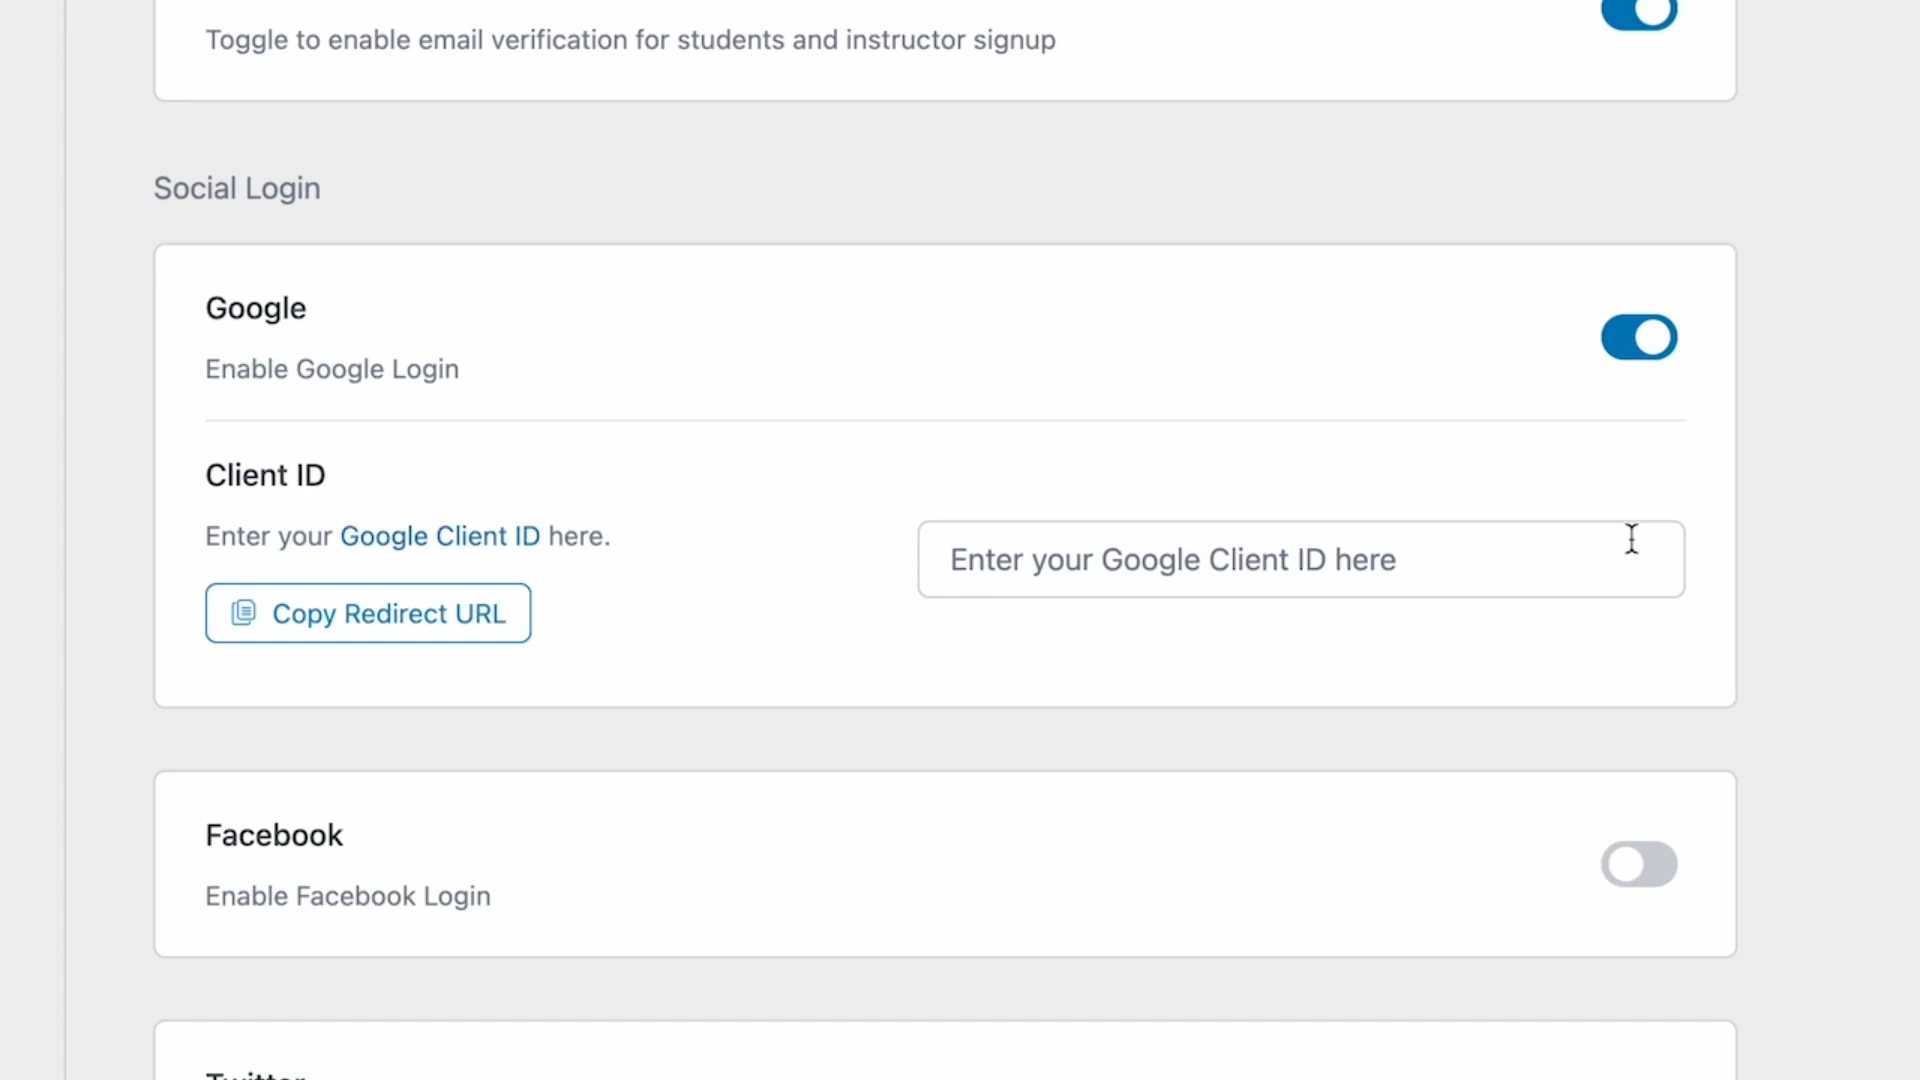 Toggle to enable email verification for students and instructor signup
Social Login
Google
Enable Google Login
Client ID
Enter your Google Client ID here.
Enter your Google Client ID here
Copy Redirect URL
Facebook
Enable Facebook Login
Twitter